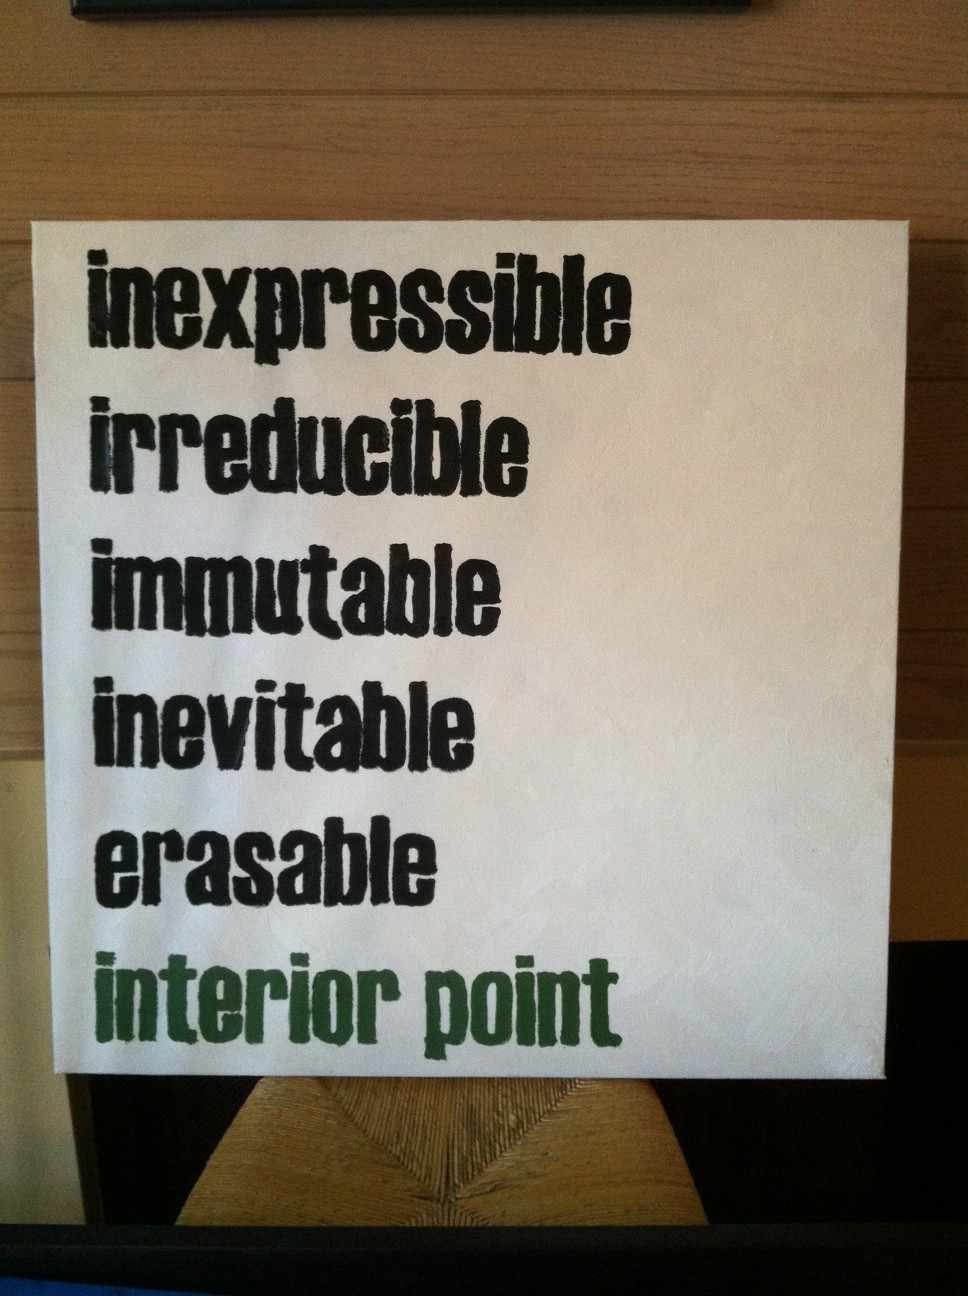 inexpressible
irreducible
immutable
inevitable
erasable
interior point